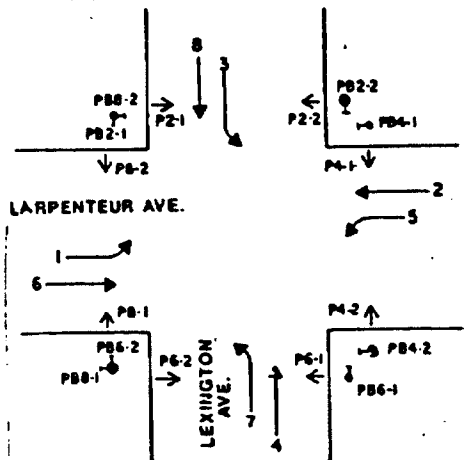 8
3
PB8-2
PB2-1
P2-1
PB2-2
P2-2
PB4-1
P8-2
P4-1
2
LARPENTEUR AVE.
5
1
6
P8-1
P4-2
PB6-2
PB8-1
P6-2
LEXINGTON
AVE.
P6-1
PB4-2
PB6-1
7
4